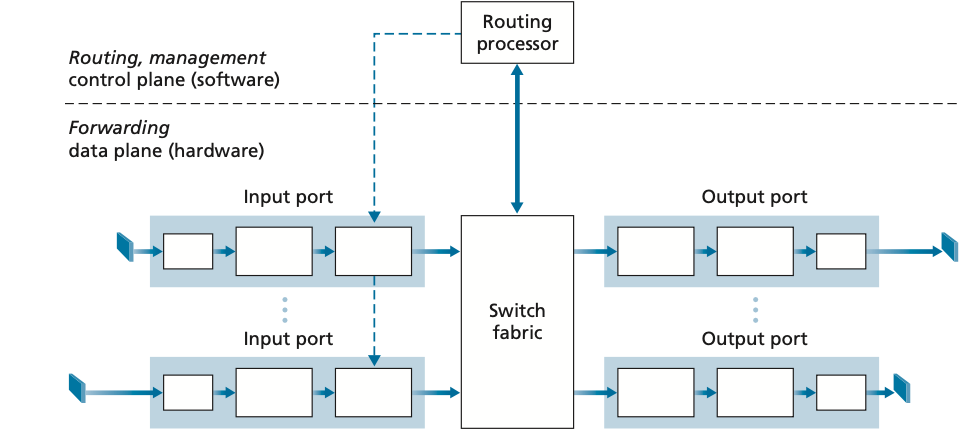 Routing
processor
Routing, management
control plane (software)
Forwarding
data plane (hardware)
Input port
Output port
Switch
fabric
Input port
Output port